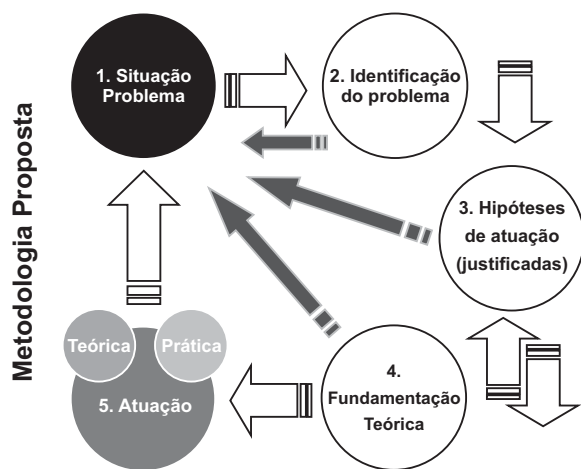 Metodologia Proposta
1. Situação
Problema
2. Identificação
do problema
3. Hipóteses
de atuação
(justificadas)
4.
Fundamentação
Teórica
Teórica
Prática
5. Atuação